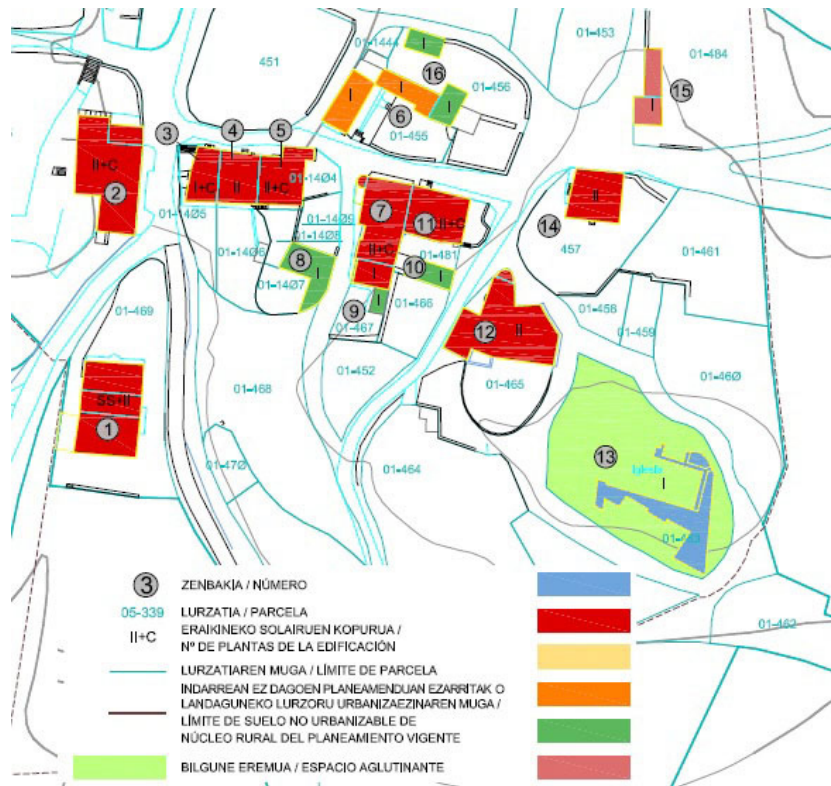 01-453
01-1444
I
01-484
451
16
01-456
15
I
I
I
I
6
3
4
5
01-455
II+C
I+C
II
II+C
01-14Ø4
II
2
7
11
II+C
01-14Ø5
01-14Ø9
14
01-14Ø8
457
01-461
01-14Ø6
II+C
01-481
8
I
10
I
01-14Ø7
I
01-469
9
I
01-466
01-458
01-467
12
II
01-459
01-452
01-46Ø
SS+II
01-468
01-465
1
13
01-47Ø
01-464
Iglesia
I
01-463
3
ZENBAKIA / NÚMERO
05-339
LURZATIA / PARCELA
II+C
ERAIKINEKO SOLAIRUEN KOPURUA /
Nº DE PLANTAS DE LA EDIFICACIÓN
01-462
LURZATIAREN MUGA / LÍMITE DE PARCELA
INDARREAN EZ DAGOEN PLANEAMENDUAN EZARRITAK O
LANDAGUNEKO LURZORU URBANIZAEZINAREN MUGA /
LÍMITE DE SUELO NO URBANIZABLE DE
NÚCLEO RURAL DEL PLANEAMIENTO VIGENTE
BILGUNE EREMUA / ESPACIO AGLUTINANTE